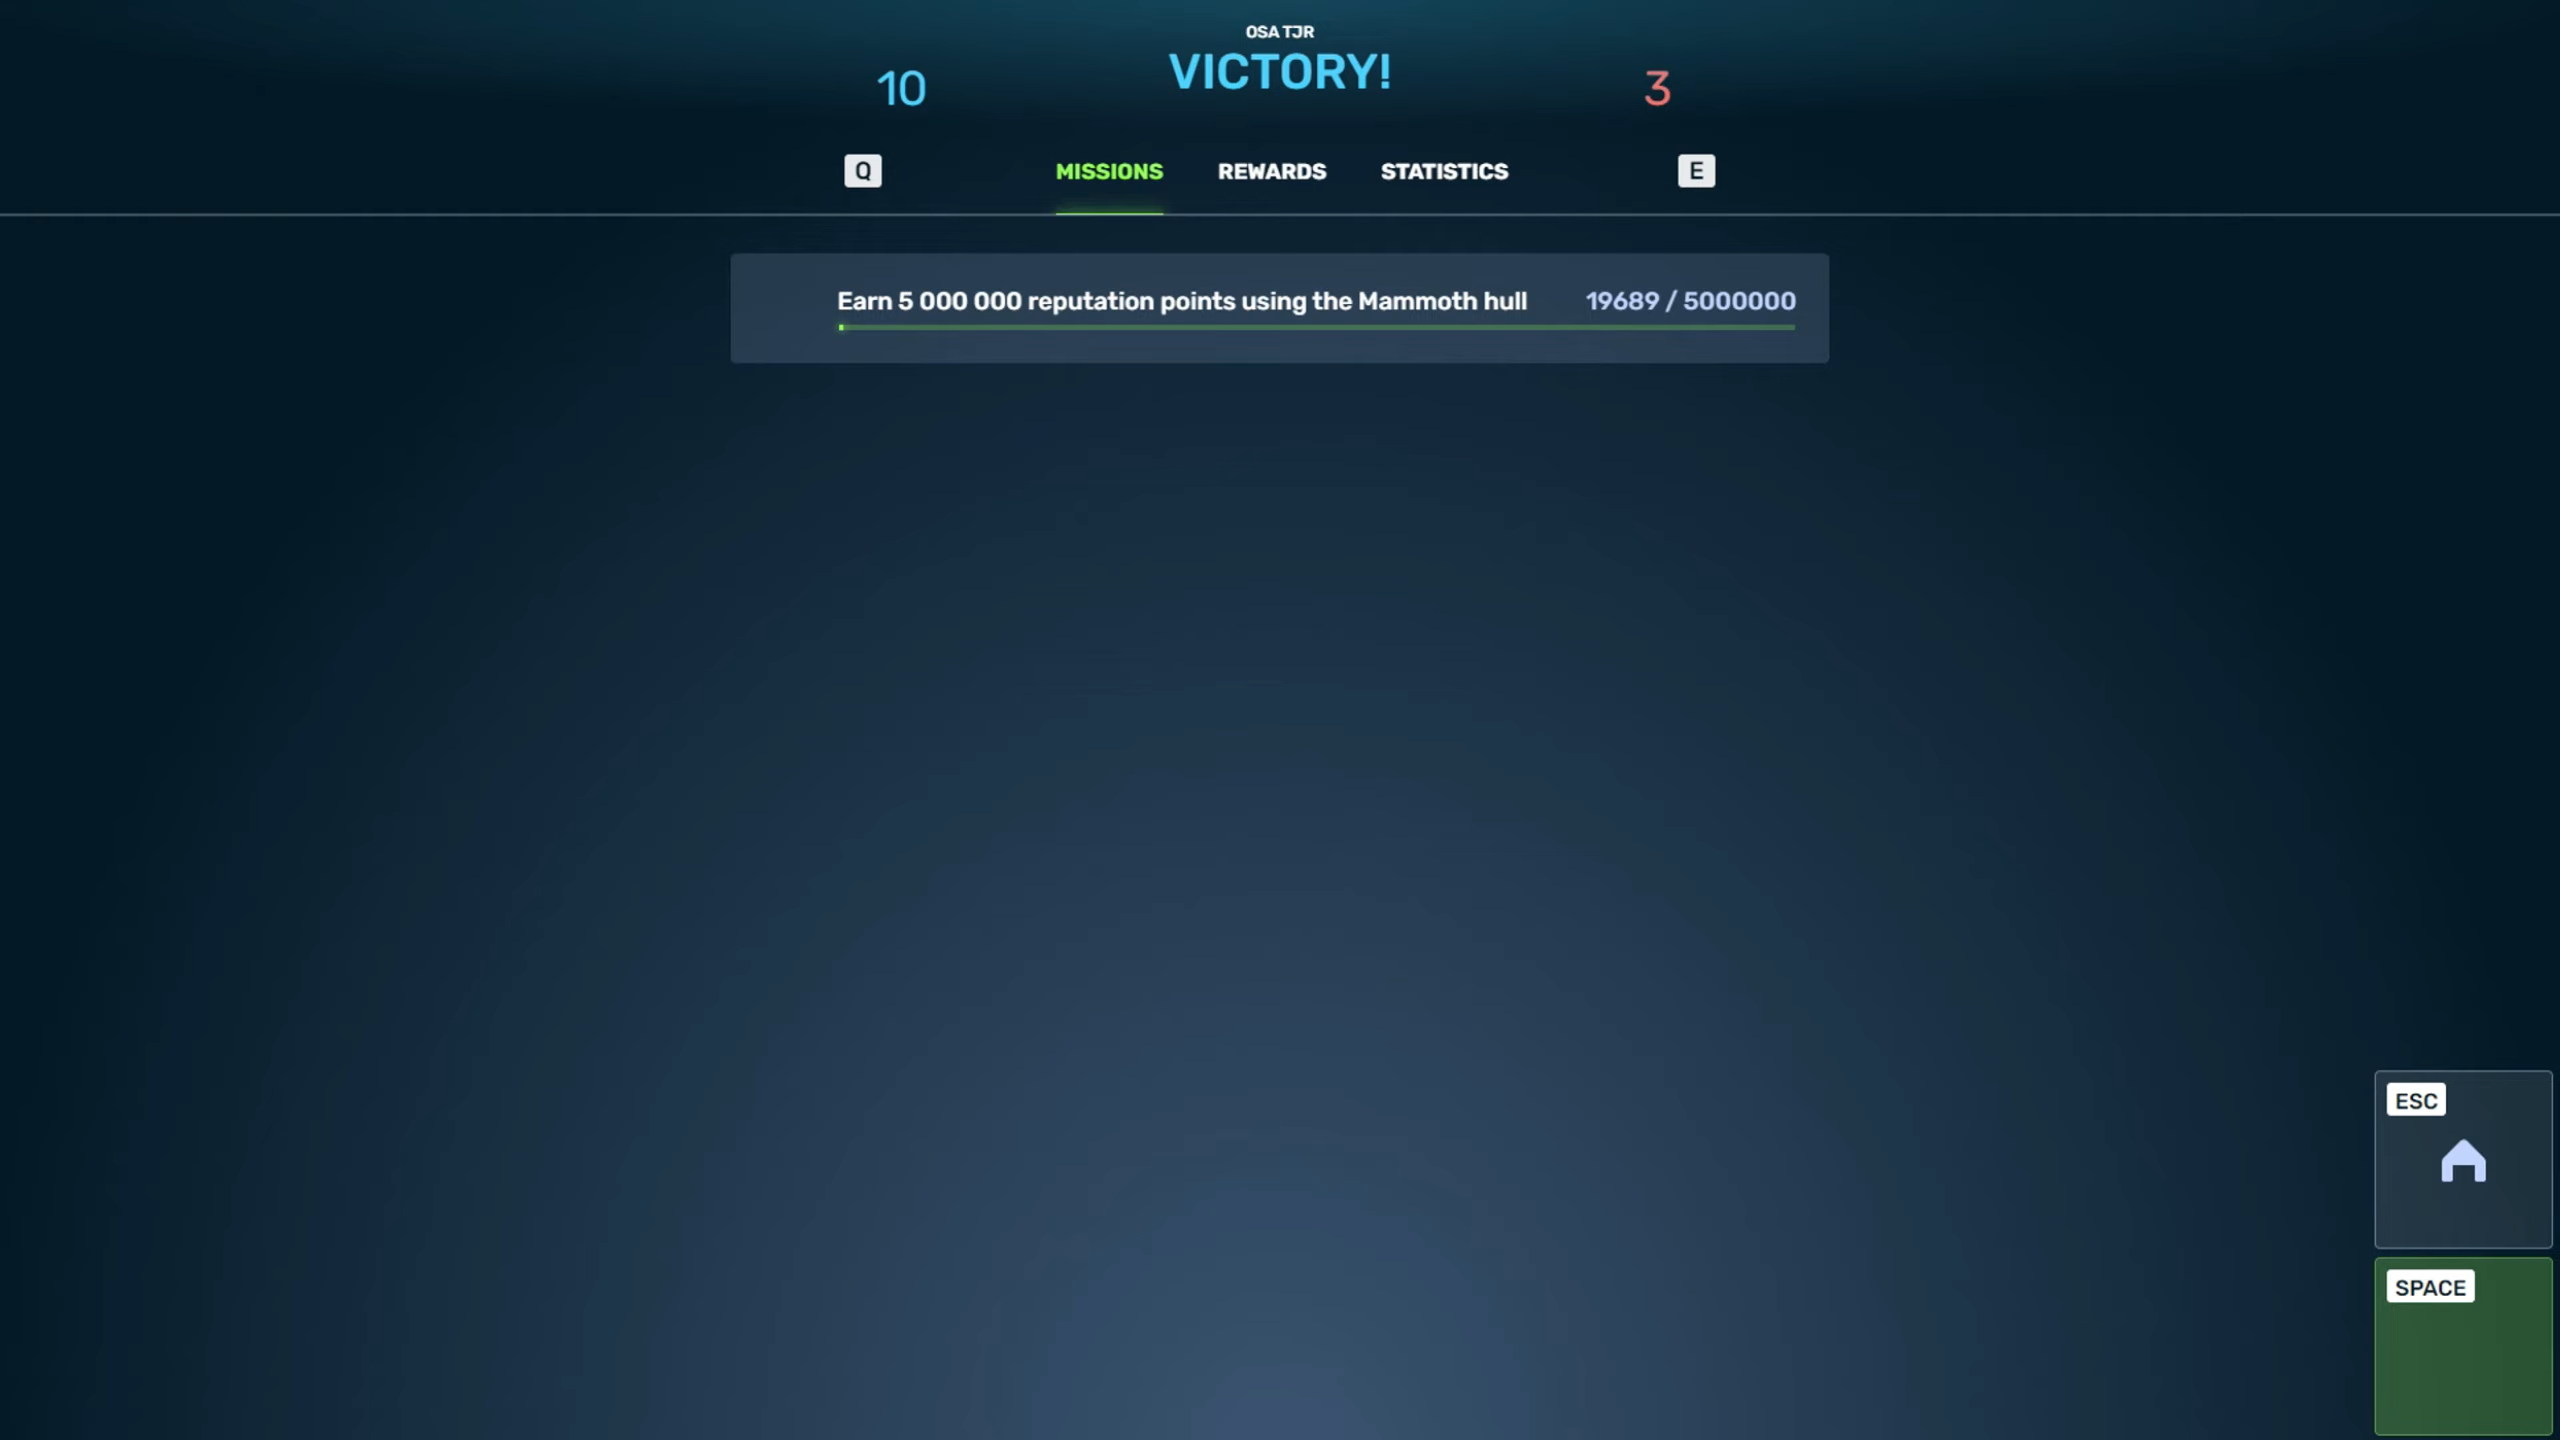 OSA TJR
VICTORY!
10
3
Q
MISSIONS
REWARDS
STATISTICS
E
Earn 5 000 000 reputation points using the Mammoth hull
19689 / 5000000
ESC
SPACE